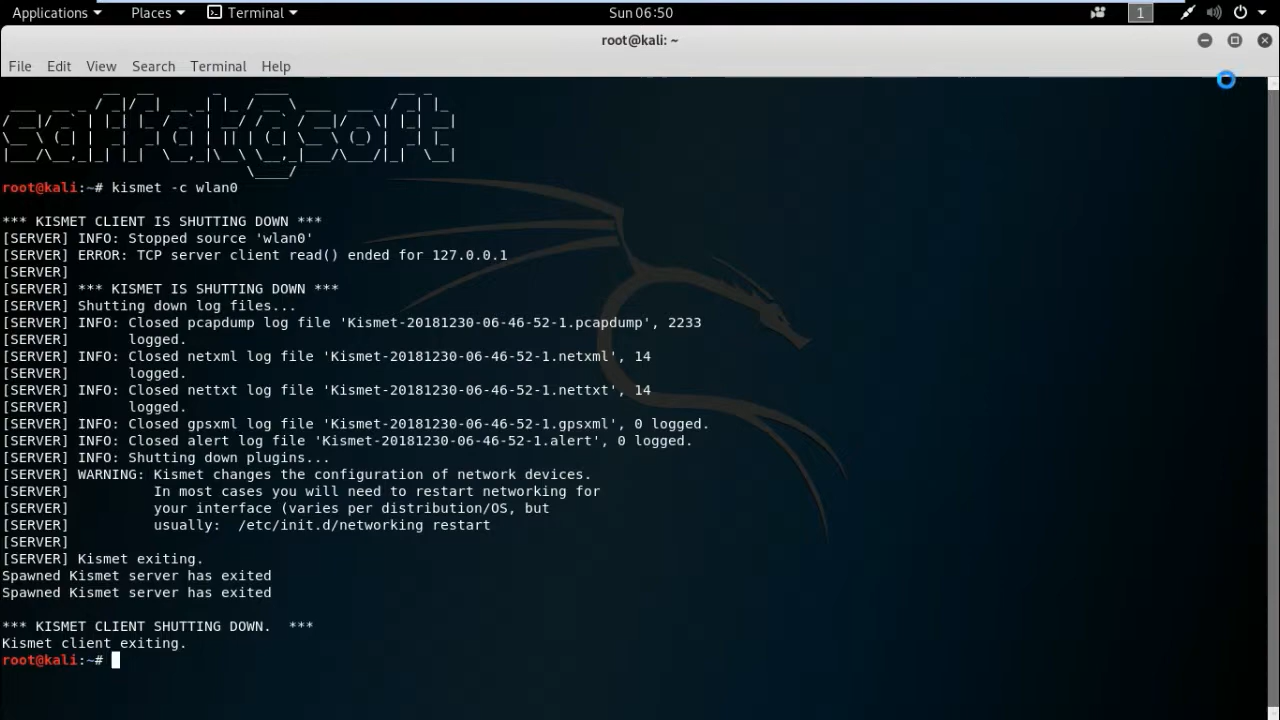 Applications Places Terminal Sun 06:50 1
root@kali: ~
File Edit View Search Terminal Help
saffat@soft
root@kali:~# kismet -c wlan0
*** KISMET CLIENT IS SHUTTING DOWN ***
[SERVER] INFO: Stopped source 'wlan0'
[SERVER] ERROR: TCP server client read() ended for 127.0.0.1
[SERVER]
[SERVER] *** KISMET IS SHUTTING DOWN ***
[SERVER] Shutting down log files...
[SERVER] INFO: Closed pcapdump log file 'Kismet-20181230-06-46-52-1.pcapdump', 2233
[SERVER]       logged.
[SERVER] INFO: Closed netxml log file 'Kismet-20181230-06-46-52-1.netxml', 14
[SERVER]       logged.
[SERVER] INFO: Closed nettxt log file 'Kismet-20181230-06-46-52-1.nettxt', 14
[SERVER]       logged.
[SERVER] INFO: Closed gpsxml log file 'Kismet-20181230-06-46-52-1.gpsxml', 0 logged.
[SERVER] INFO: Closed alert log file 'Kismet-20181230-06-46-52-1.alert', 0 logged.
[SERVER] INFO: Shutting down plugins...
[SERVER] WARNING: Kismet changes the configuration of network devices.
[SERVER]          In most cases you will need to restart networking for
[SERVER]          your interface (varies per distribution/OS, but
[SERVER]          usually:  /etc/init.d/networking restart
[SERVER]
[SERVER] Kismet exiting.
Spawned Kismet server has exited
Spawned Kismet server has exited
*** KISMET CLIENT SHUTTING DOWN.  ***
Kismet client exiting.
root@kali:~#